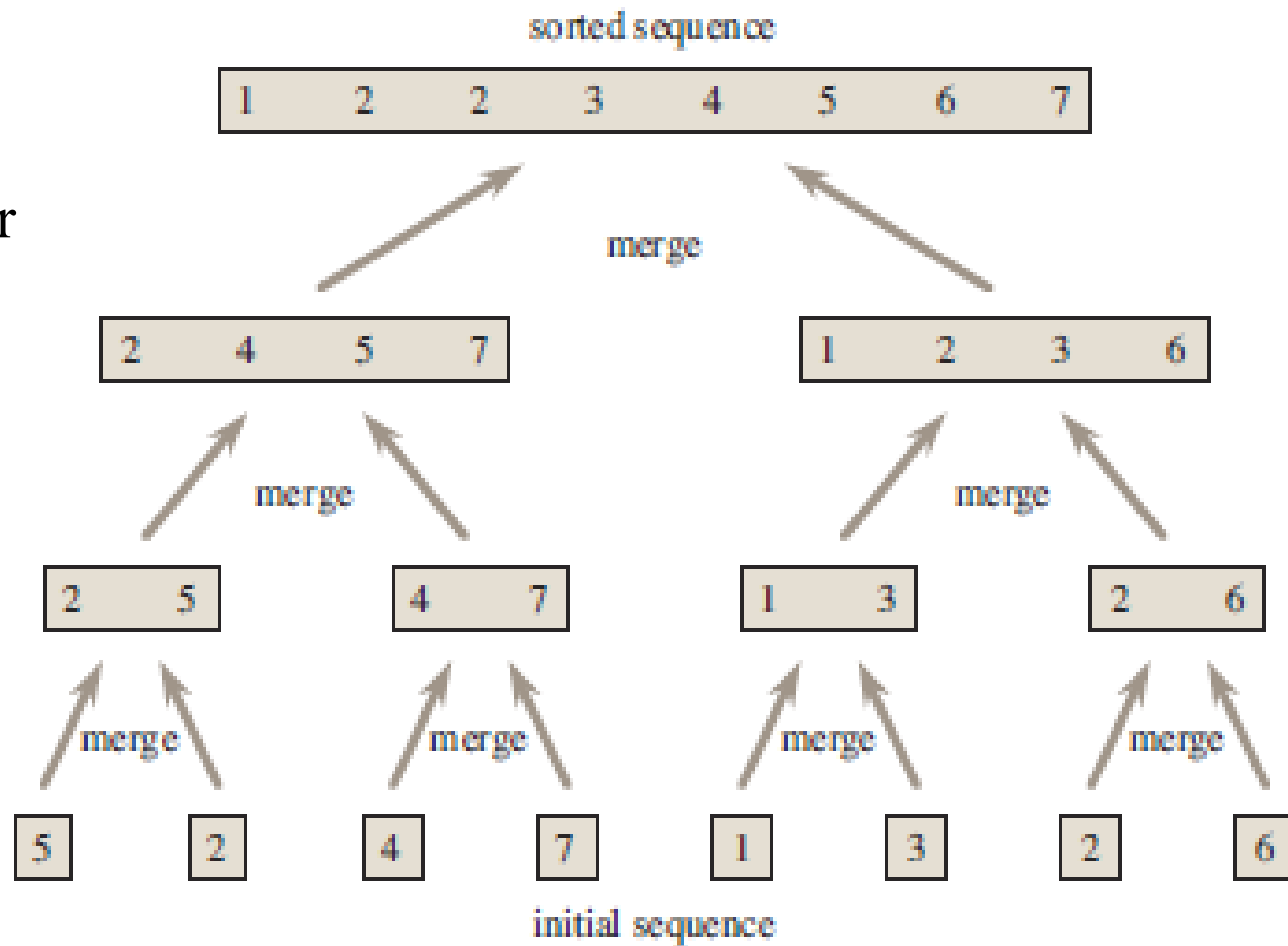 sorted sequence
1 2 2 3 4 5 6 7
r
merge
2 4 5 7
1 2 3 6
merge
merge
2 5
4 7
1 3
2 6
merge
merge
merge
merge
5
2
4
7
1
3
2
6
initial sequence